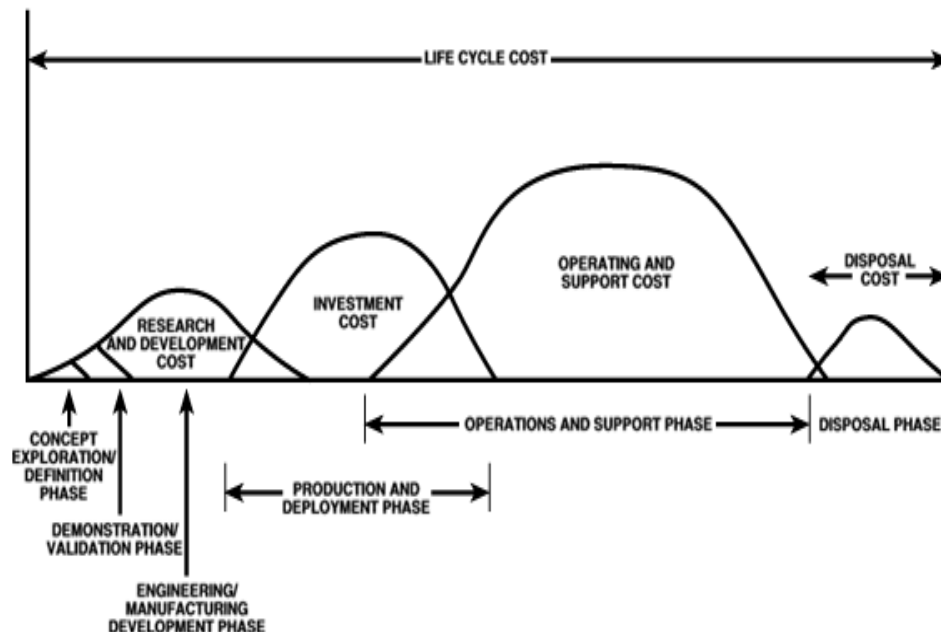 LIFE CYCLE COST
OPERATING AND
SUPPORT COST
DISPOSAL
COST
INVESTMENT
COST
RESEARCH
AND DEVELOPMENT
COST
OPERATIONS AND SUPPORT PHASE
DISPOSAL PHASE
CONCEPT
EXPLORATION/
DEFINITION
PHASE
PRODUCTION AND
DEPLOYMENT PHASE
DEMONSTRATION/
VALIDATION PHASE
ENGINEERING/
MANUFACTURING
DEVELOPMENT PHASE